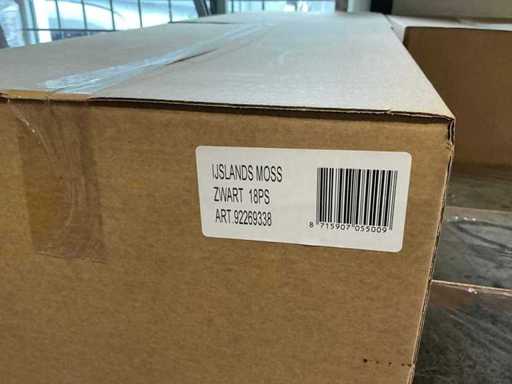 IJSLANDS MOSS
ZWART 18PS
ART.92269338
8 715907 055009